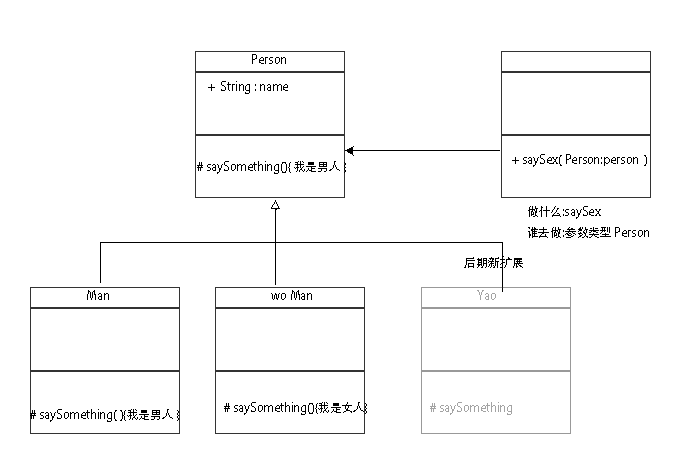 Person
+ String : name
# saySomething(){ 我是男人 }
+ saySex( Person:person )
做什么:saySex
谁去做:参数类型 Person
后期新扩展
Man
wo Man
Yao
# saySomething( ){我是男人 }
# saySomething(){我是女人}
# saySomething